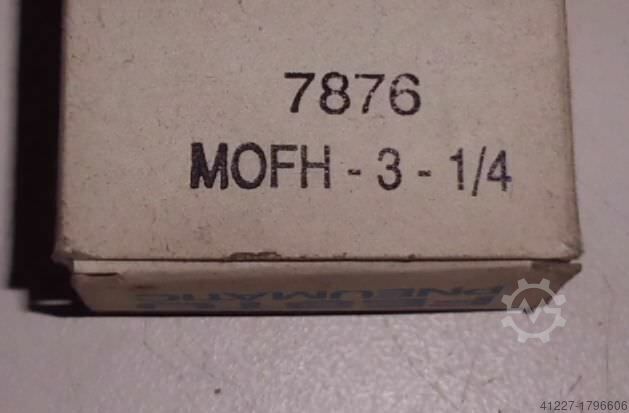 7876
MOFH - 3 - 1/4
PNEUMATIC
41227-1796606